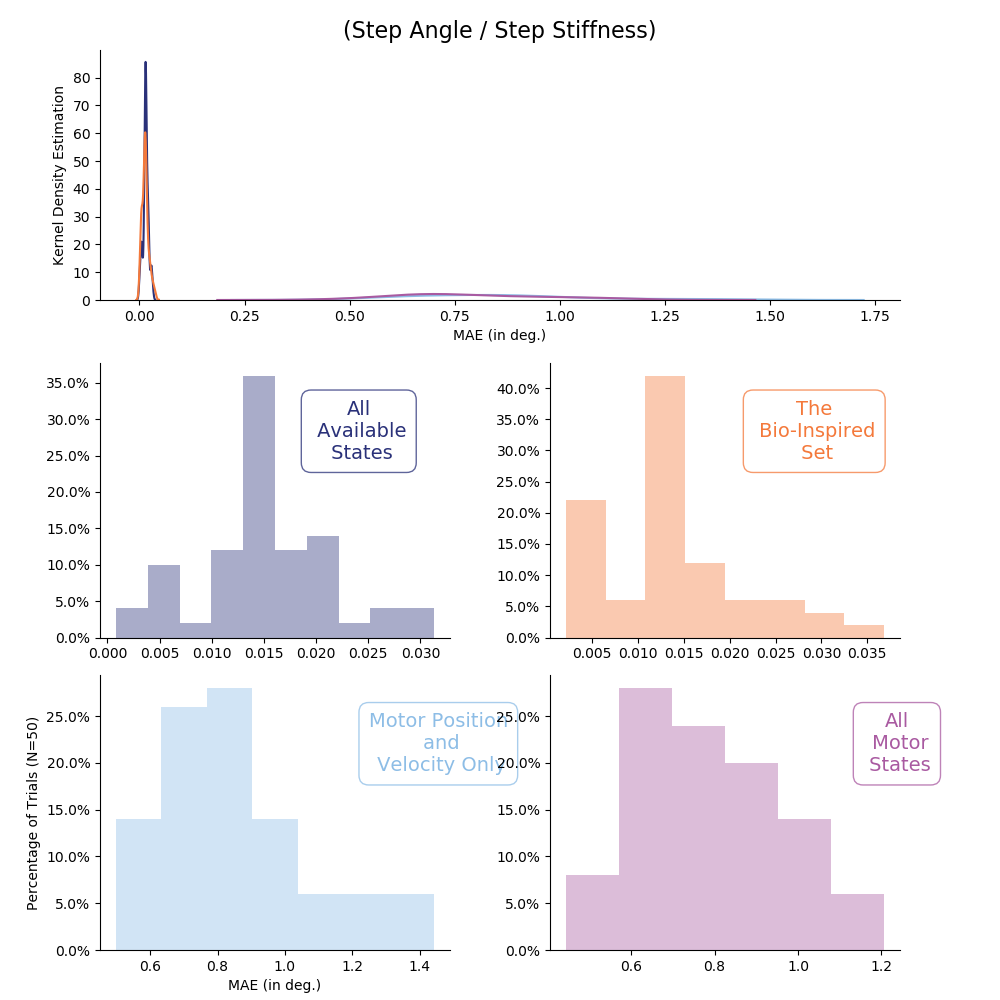 (Step Angle / Step Stiffness)
Kernel Density Estimation
80
70
60
50
40
30
20
10
0
0.00 0.25 0.50 0.75 1.00 1.25 1.50 1.75
MAE (in deg.)
35.0%
30.0%
25.0%
20.0%
15.0%
10.0%
5.0%
0.0%
All
Available
States
0.000 0.005 0.010 0.015 0.020 0.025 0.030
40.0%
35.0%
30.0%
25.0%
20.0%
15.0%
10.0%
5.0%
0.0%
The
Bio-Inspired
Set
0.005 0.010 0.015 0.020 0.025 0.030 0.035
Percentage of Trials (N=50)
25.0%
20.0%
15.0%
10.0%
5.0%
0.0%
Motor Position
and
Velocity Only
0.6 0.8 1.0 1.2 1.4
MAE (in deg.)
25.0%
20.0%
15.0%
10.0%
5.0%
0.0%
All
Motor
States
0.6 0.8 1.0 1.2